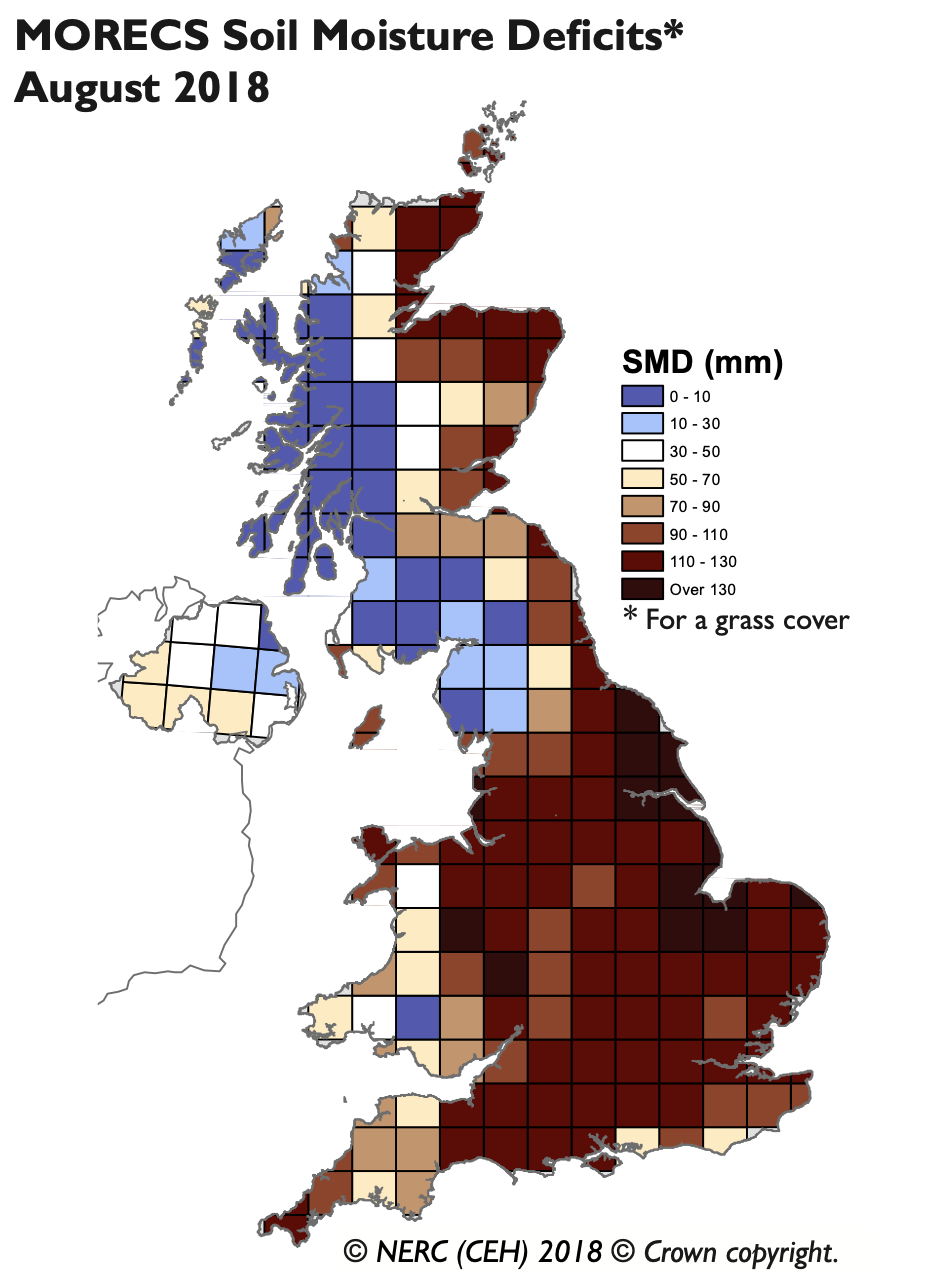 MORECS Soil Moisture Deficits*
August 2018
SMD (mm)
0 - 10
10 - 30
30 - 50
50 - 70
70 - 90
90 - 110
110 - 130
Over 130
* For a grass cover
© NERC (CEH) 2018 © Crown copyright.